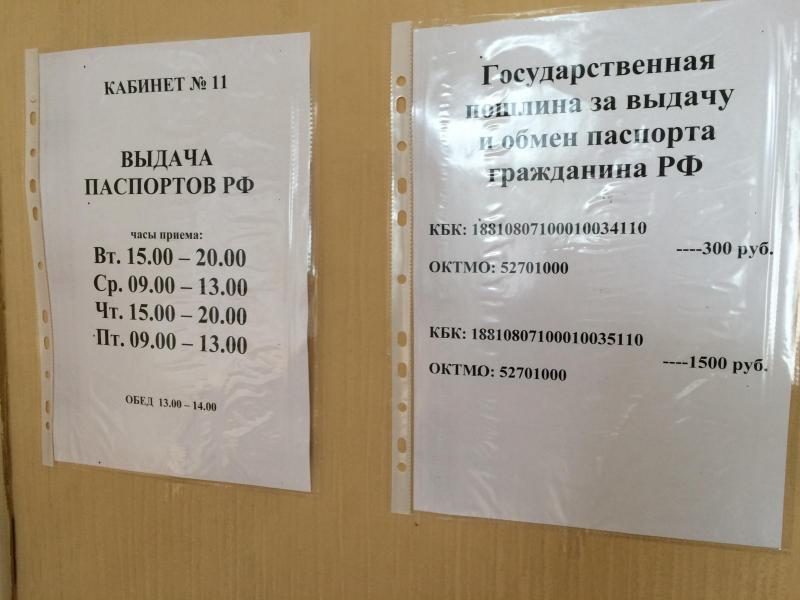 КАБИНЕТ № 11
ВЫДАЧА
ПАСПОРТОВ РФ
часы приема:
Вт. 15.00 – 20.00
Ср. 09.00 – 13.00
Чт. 15.00 – 20.00
Пт. 09.00 – 13.00
ОБЕД 13.00 – 14.00
Государственная
пошлина за выдачу
и обмен паспорта
гражданина РФ
КБК: 18810807100010034110
----300 руб.
ОКТМО: 52701000
КБК: 18810807100010035110
----1500 руб.
ОКТМО: 52701000